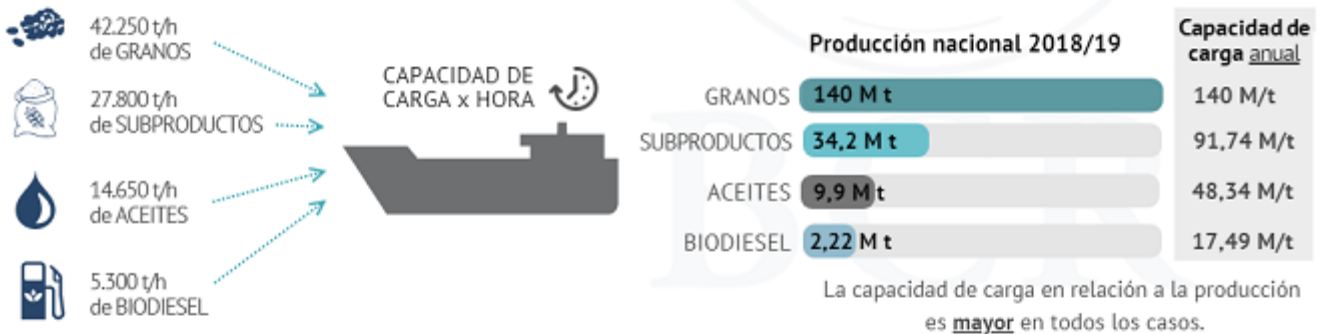 42.250 t/h
de GRANOS
27.800 t/h
de SUBPRODUCTOS
14.650 t/h
de ACEITES
5.300 t/h
de BIODIESEL
CAPACIDAD DE
CARGA x HORA
Producción nacional 2018/19
Capacidad de
carga anual
GRANOS 140 M t 140 M/t
SUBPRODUCTOS 34,2 M t 91,74 M/t
ACEITES 9,9 M t 48,34 M/t
BIODIESEL 2,22 M t 17,49 M/t
La capacidad de carga en relación a la producción
es mayor en todos los casos.
BCR